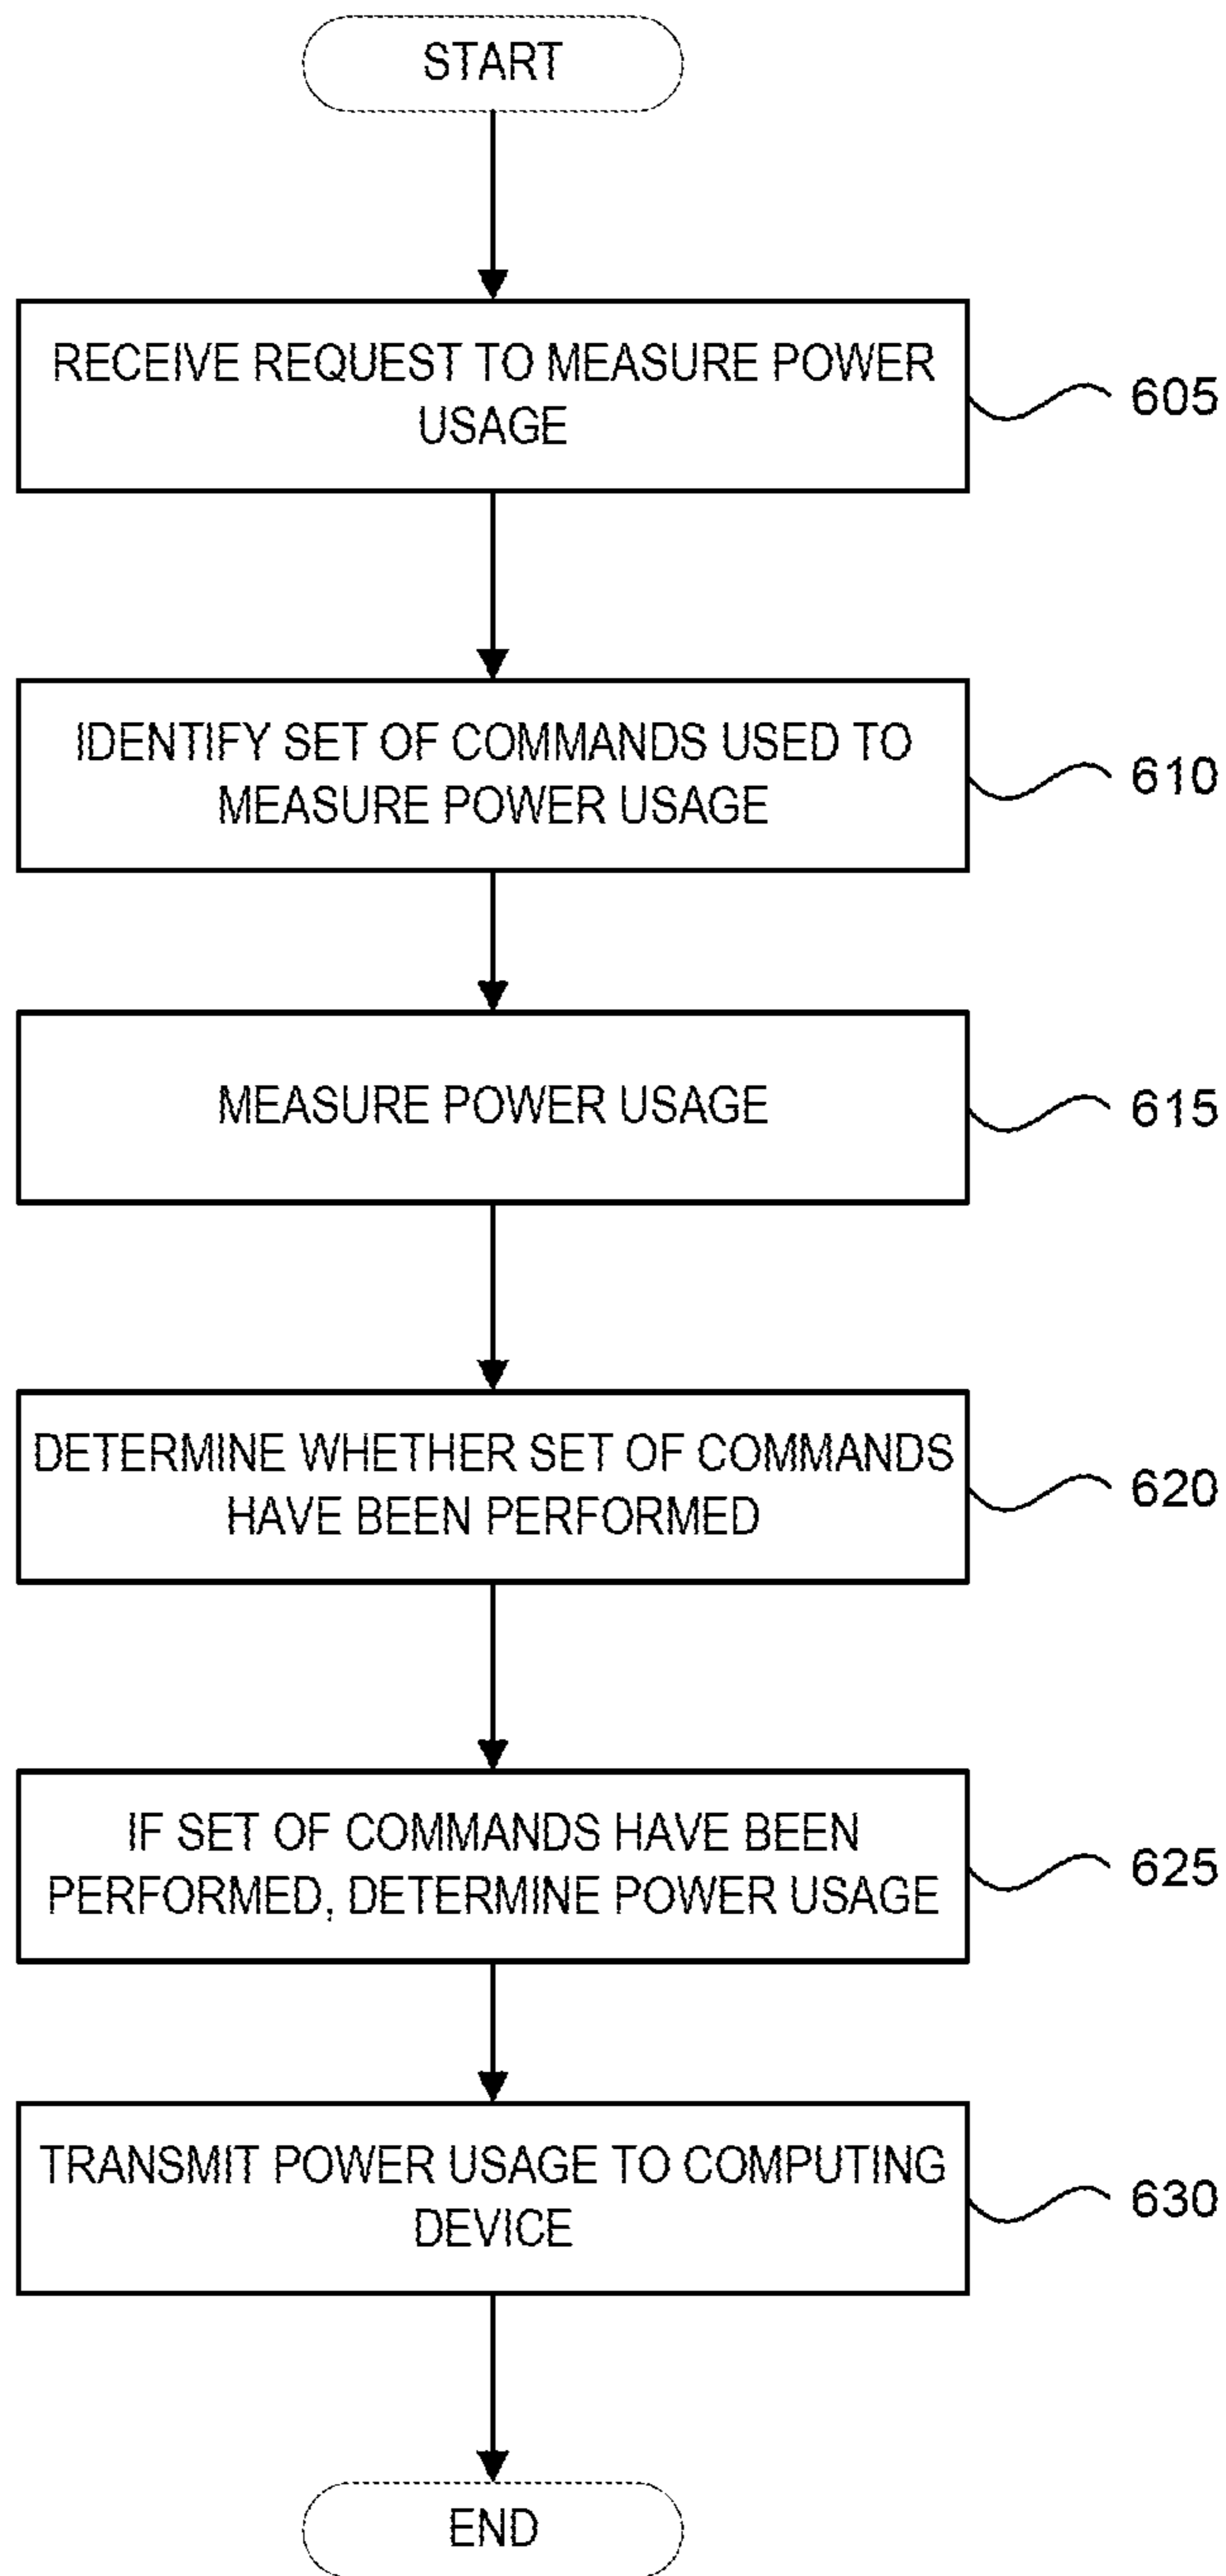 START
RECEIVE REQUEST TO MEASURE POWER
USAGE
605
IDENTIFY SET OF COMMANDS USED TO
MEASURE POWER USAGE
610
MEASURE POWER USAGE
615
DETERMINE WHETHER SET OF COMMANDS
HAVE BEEN PERFORMED
620
IF SET OF COMMANDS HAVE BEEN
PERFORMED, DETERMINE POWER USAGE
625
TRANSMIT POWER USAGE TO COMPUTING
DEVICE
630
END